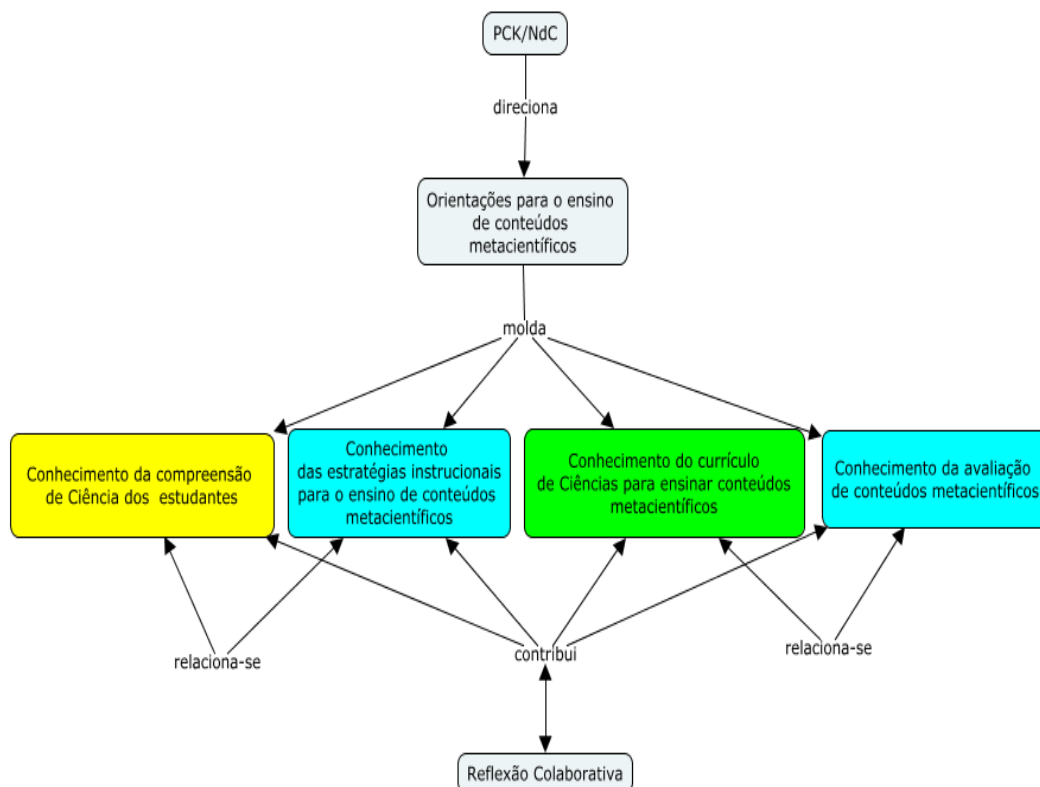 PCK/NdC
direciona
Orientações para o ensino
de conteúdos
metacientíficos
molda
Conhecimento da compreensão
de Ciência dos estudantes
Conhecimento
das estratégias instrucionais
para o ensino de conteúdos
metacientíficos
Conhecimento do currículo
de Ciências para ensinar conteúdos
metacientíficos
Conhecimento da avaliação
de conteúdos metacientíficos
relaciona-se
contribui
relaciona-se
Reflexão Colaborativa